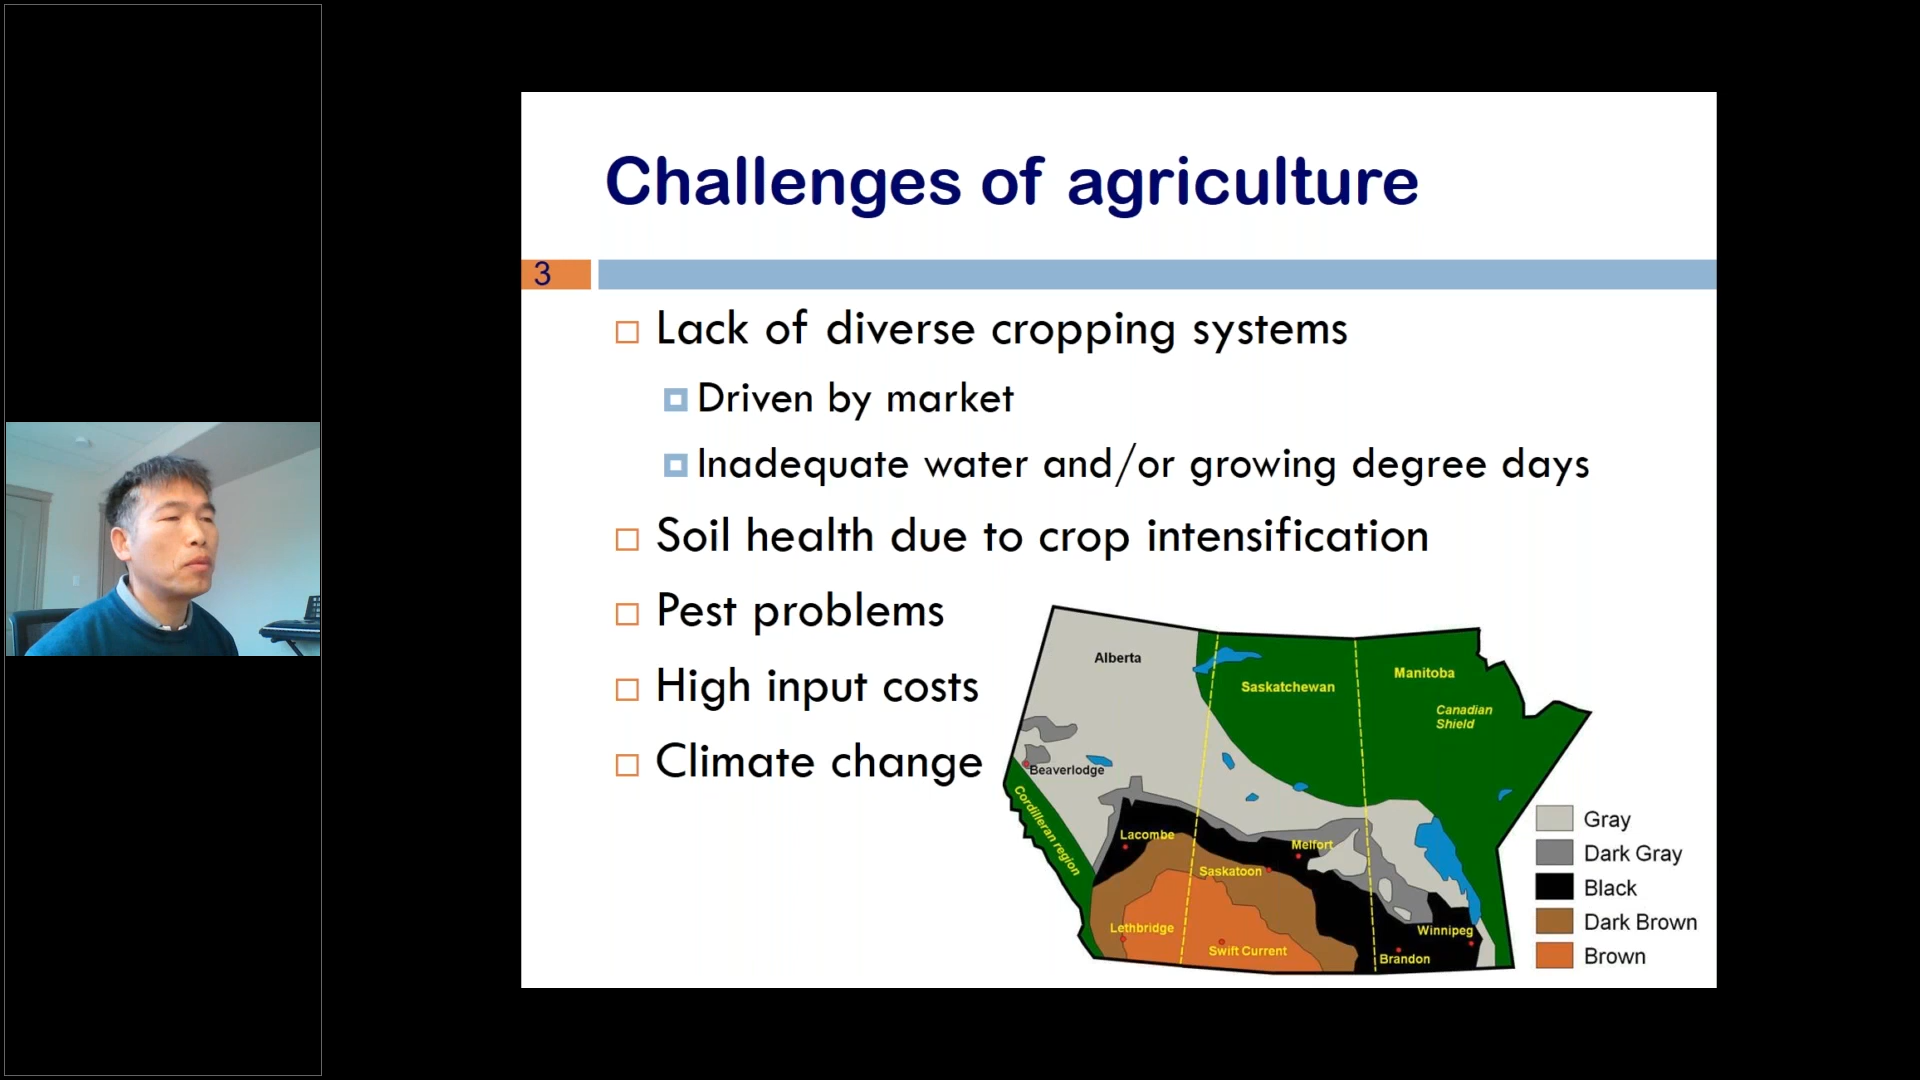 Challenges of agriculture
3
Lack of diverse cropping systems
Driven by market
Inadequate water and/or growing degree days
Soil health due to crop intensification
Pest problems
High input costs
Climate change
Alberta
Saskatchewan
Manitoba
Canadian
Shield
Beaverlodge
Cordilleran region
Lacombe
Melfort
Saskatoon
Lethbridge
Swift Current
Winnipeg
Brandon
Gray
Dark Gray
Black
Dark Brown
Brown